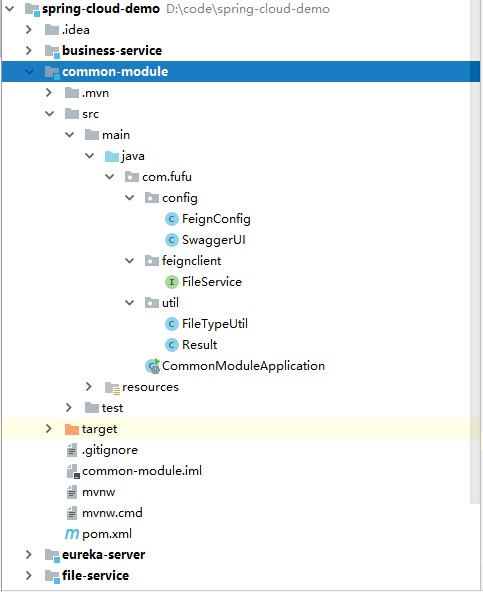 spring-cloud-demo D:\code\spring-cloud-demo
.idea
business-service
common-module
.mvn
src
main
java
com.fufu
config
FeignConfig
SwaggerUI
feignclient
FileService
util
FileTypeUtil
Result
CommonModuleApplication
resources
test
target
.gitignore
common-module.iml
mvnw
mvnw.cmd
pom.xml
eureka-server
file-service